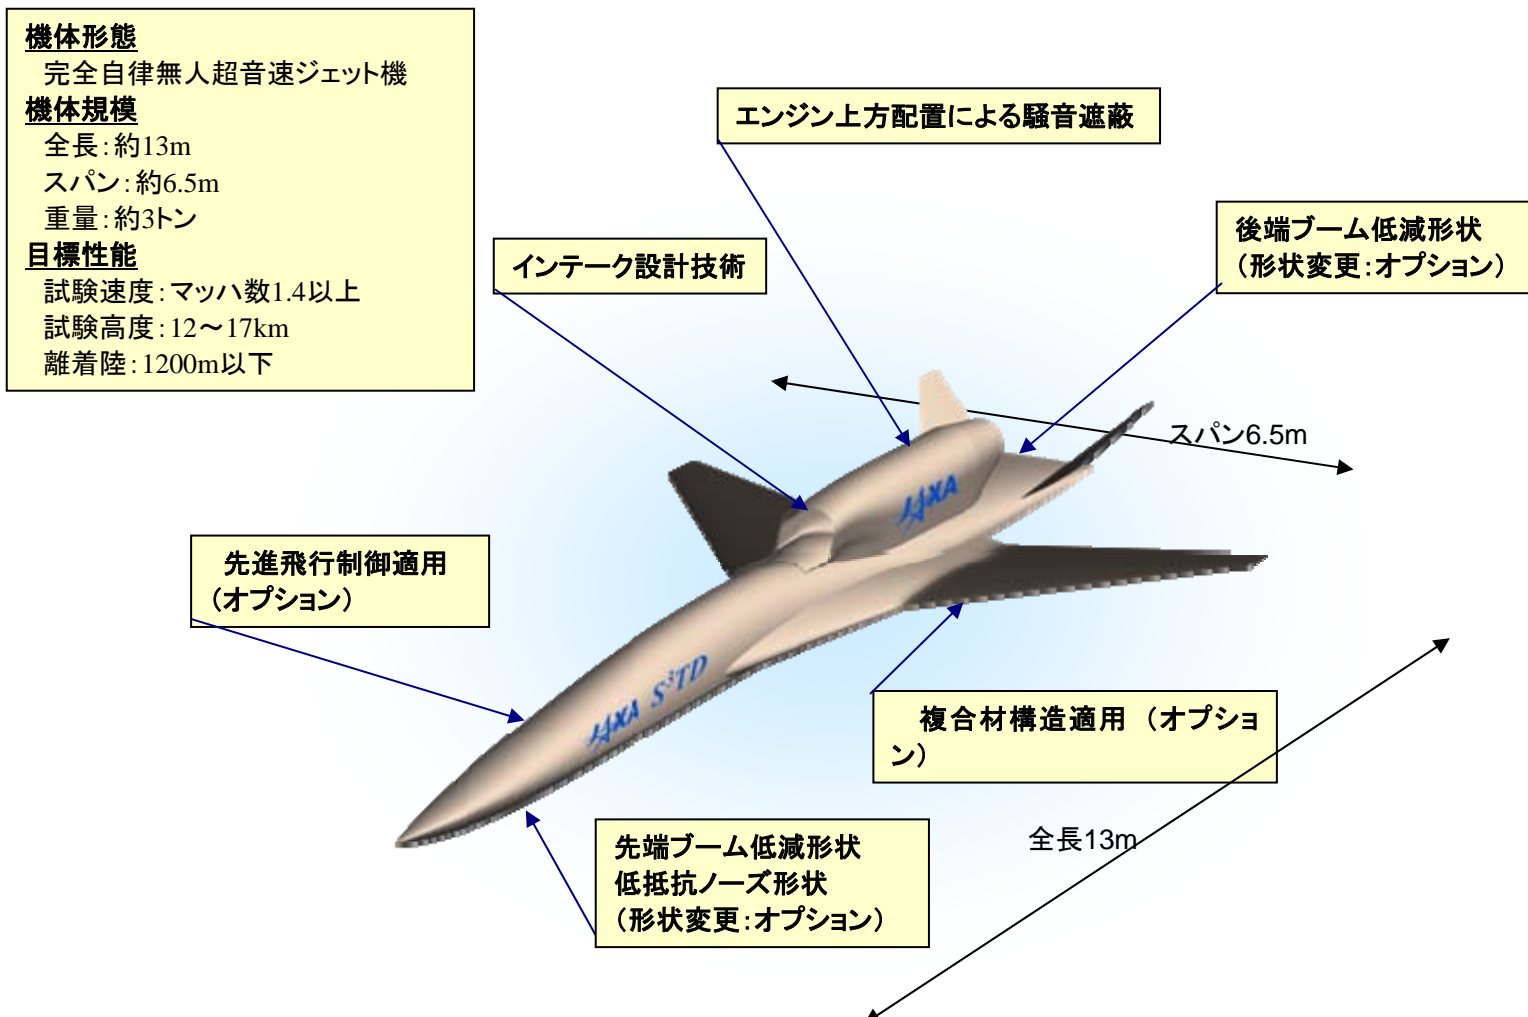 機体形態
完全自律無人超音速ジェット機
機体規模
全長：約13m
スパン：約6.5m
重量：約3トン
目標性能
試験速度：マッハ数1.4以上
試験高度：12～17km
離着陸：1200m以下
エンジン上方配置による騒音遮蔽
インテーク設計技術
後端ブーム低減形状
（形状変更：オプション）
スパン6.5m
JAXA
先進飛行制御適用
（オプション）
JAXA S³TD
複合材構造適用（オプショ
ン）
先端ブーム低減形状
低抵抗ノーズ形状
（形状変更：オプション）
全長13m